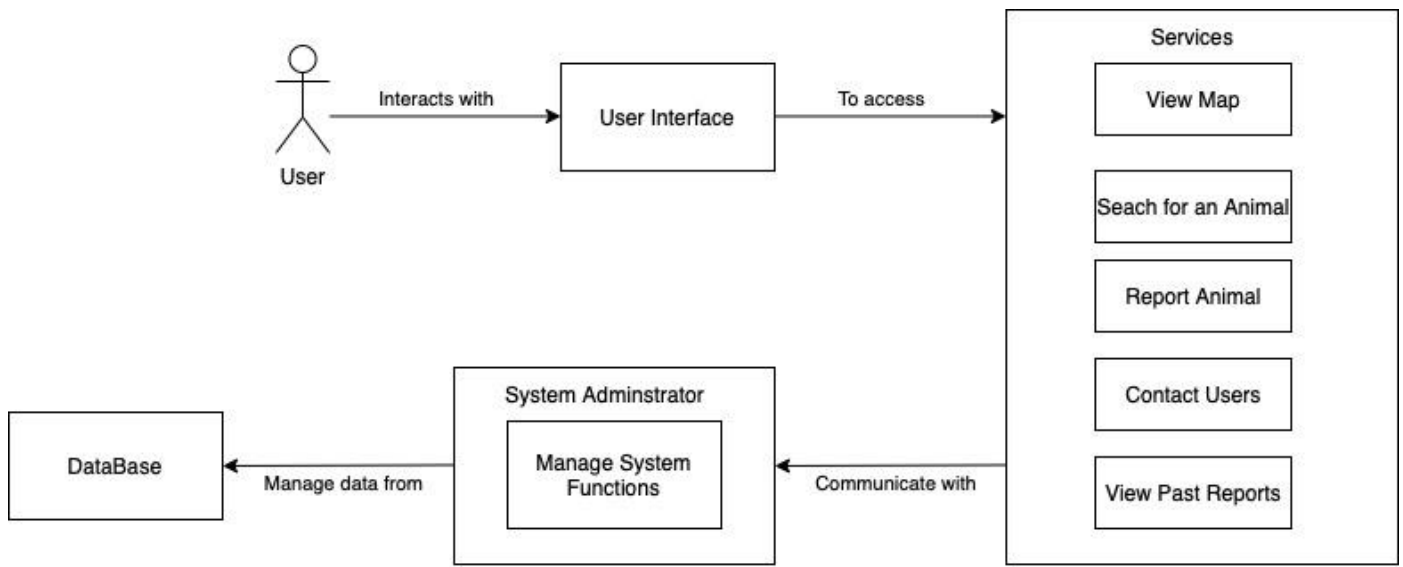 Services
View Map
Interacts with
To access
User Interface
User
Seach for an Animal
Report Animal
System Adminstrator
Contact Users
DataBase
Manage System
Functions
Manage data from
Communicate with
View Past Reports